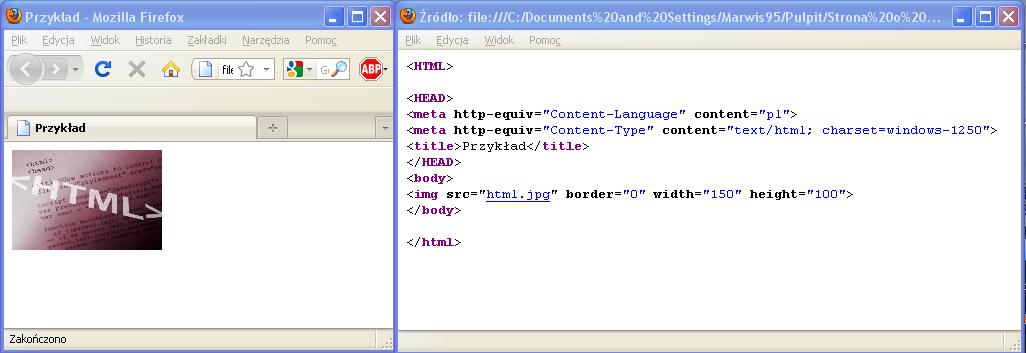 Przykład - Mozilla Firefox
Plik Edycja Widok Historia Zakładki Narzędzia Pomoc
ABP
Przykład
<html>
<head>
<HTML>
Zakończono
Źródło: file:///C:/Documents%20and%20Settings/Marwis95/Pulpit/Strona%20o%20...
Plik Edycja Widok Pomoc
<HTML>
<HEAD>
<meta http-equiv="Content-Language" content="pl">
<meta http-equiv="Content-Type" content="text/html; charset=windows-1250">
<title>Przykład</title>
</HEAD>
<body>
<img src="html.jpg" border="0" width="150" height="100">
</body>
</html>